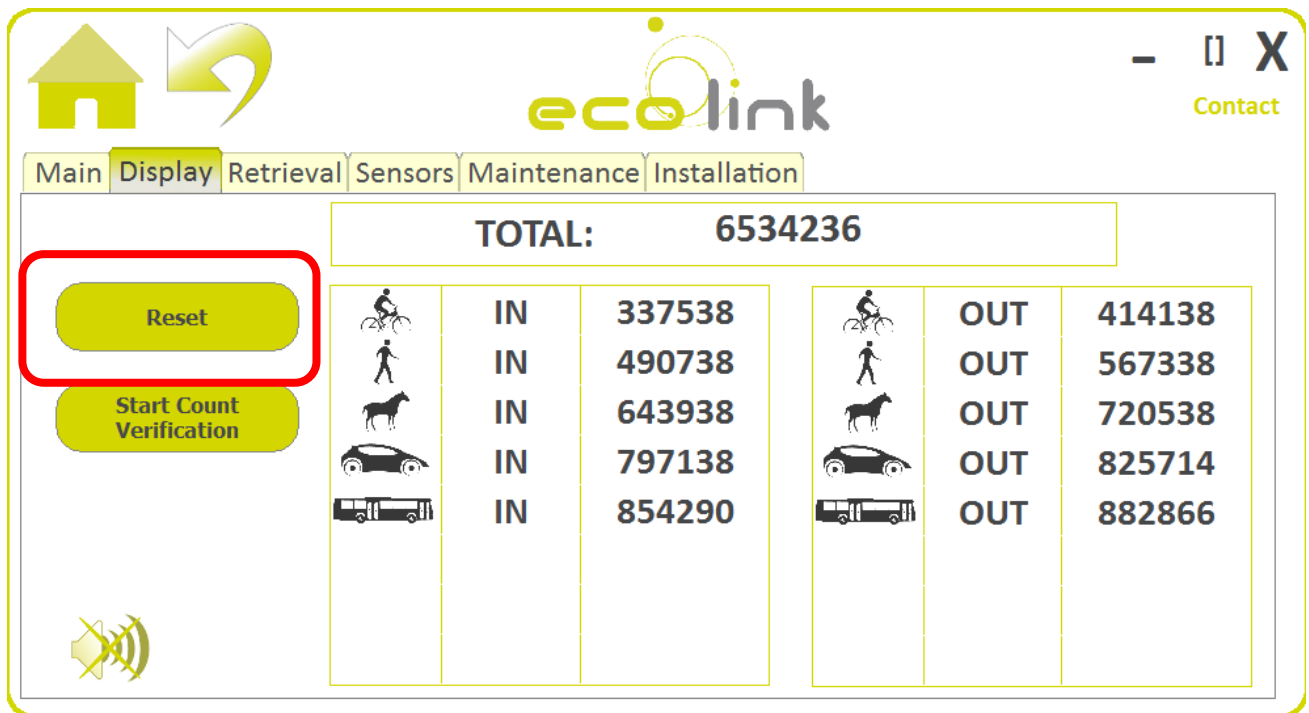 eco link
– [] X
Contact
Main Display Retrieval Sensors Maintenance Installation
TOTAL: 6534236
Reset
Start Count
Verification
IN 337538 OUT 414138
IN 490738 OUT 567338
IN 643938 OUT 720538
IN 797138 OUT 825714
IN 854290 OUT 882866